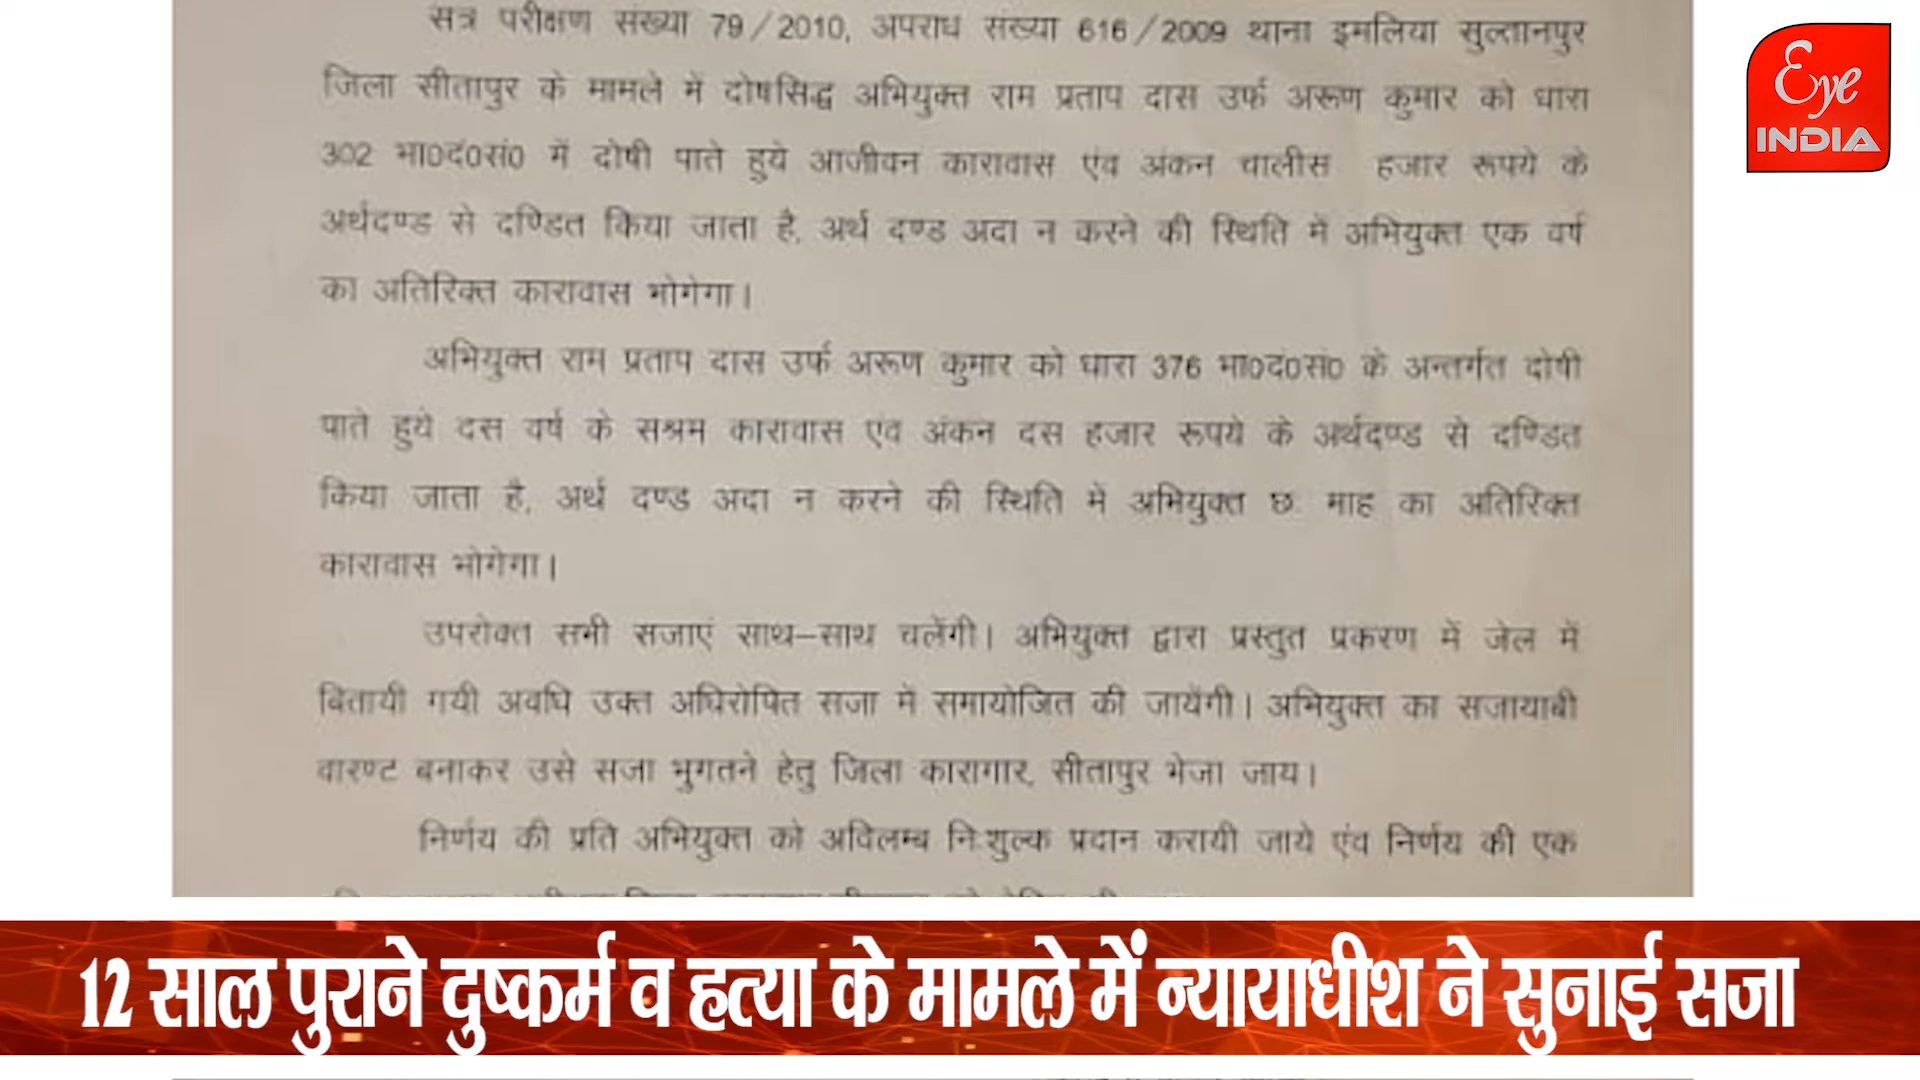 सत्र परीक्षण संख्या 79/2010, अपराध संख्या 616/2009 थाना इमलिया सुल्तानपुर
जिला सीतापुर के मामले में दोषसिद्ध अभियुक्त राम प्रताप दास उर्फ अरूण कुमार को धारा
302 भा0दं0सं0 में दोषी पाते हुये आजीवन कारावास एंव अंकन चालीस हजार रूपये के
अर्थदण्ड से दण्डित किया जाता है, अर्थ दण्ड अदा न करने की स्थिति में अभियुक्त एक वर्ष
का अतिरिक्त कारावास भोगेगा।
अभियुक्त राम प्रताप दास उर्फ अरूण कुमार को धारा 376 भा0दं0सं0 के अन्तर्गत दोषी
पाते हुये दस वर्ष के सश्रम कारावास एंव अंकन दस हजार रूपये के अर्थदण्ड से दण्डित
किया जाता है, अर्थ दण्ड अदा न करने की स्थिति में अभियुक्त छः माह का अतिरिक्त
कारावास भोगेगा।
उपरोक्त सभी सजाएं साथ-साथ चलेंगी। अभियुक्त द्वारा प्रस्तुत प्रकरण में जेल में
बितायी गयी अवधि उक्त अधिरोपित सजा में समायोजित की जायेंगी। अभियुक्त का सजायाबी
वारण्ट बनाकर उसे सजा भुगतने हेतु जिला कारागार, सीतापुर भेजा जाय।
निर्णय की प्रति अभियुक्त को अविलम्ब निःशुल्क प्रदान करायी जाये एंव निर्णय की एक
Eye
INDIA
12 साल पुराने दुष्कर्म व हत्या के मामले में न्यायाधीश ने सुनाई सजा